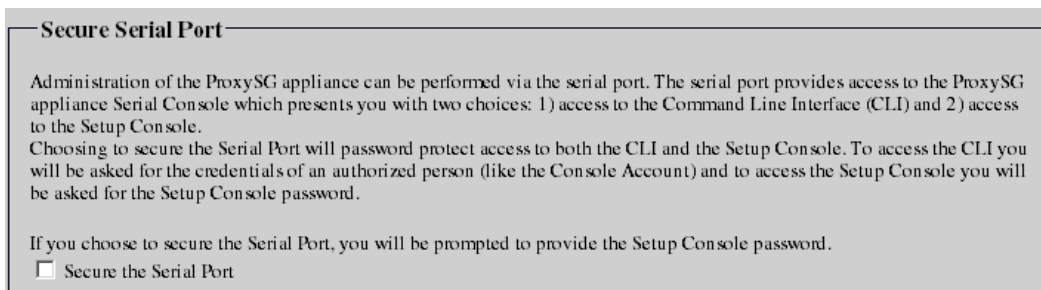 Secure Serial Port
Administration of the ProxySG appliance can be performed via the serial port. The serial port provides access to the ProxySG
appliance Serial Console which presents you with two choices: 1) access to the Command Line Interface (CLI) and 2) access
to the Setup Console.
Choosing to secure the Serial Port will password protect access to both the CLI and the Setup Console. To access the CLI you
will be asked for the credentials of an authorized person (like the Console Account) and to access the Setup Console you will
be asked for the Setup Console password.
If you choose to secure the Serial Port, you will be prompted to provide the Setup Console password.
Secure the Serial Port